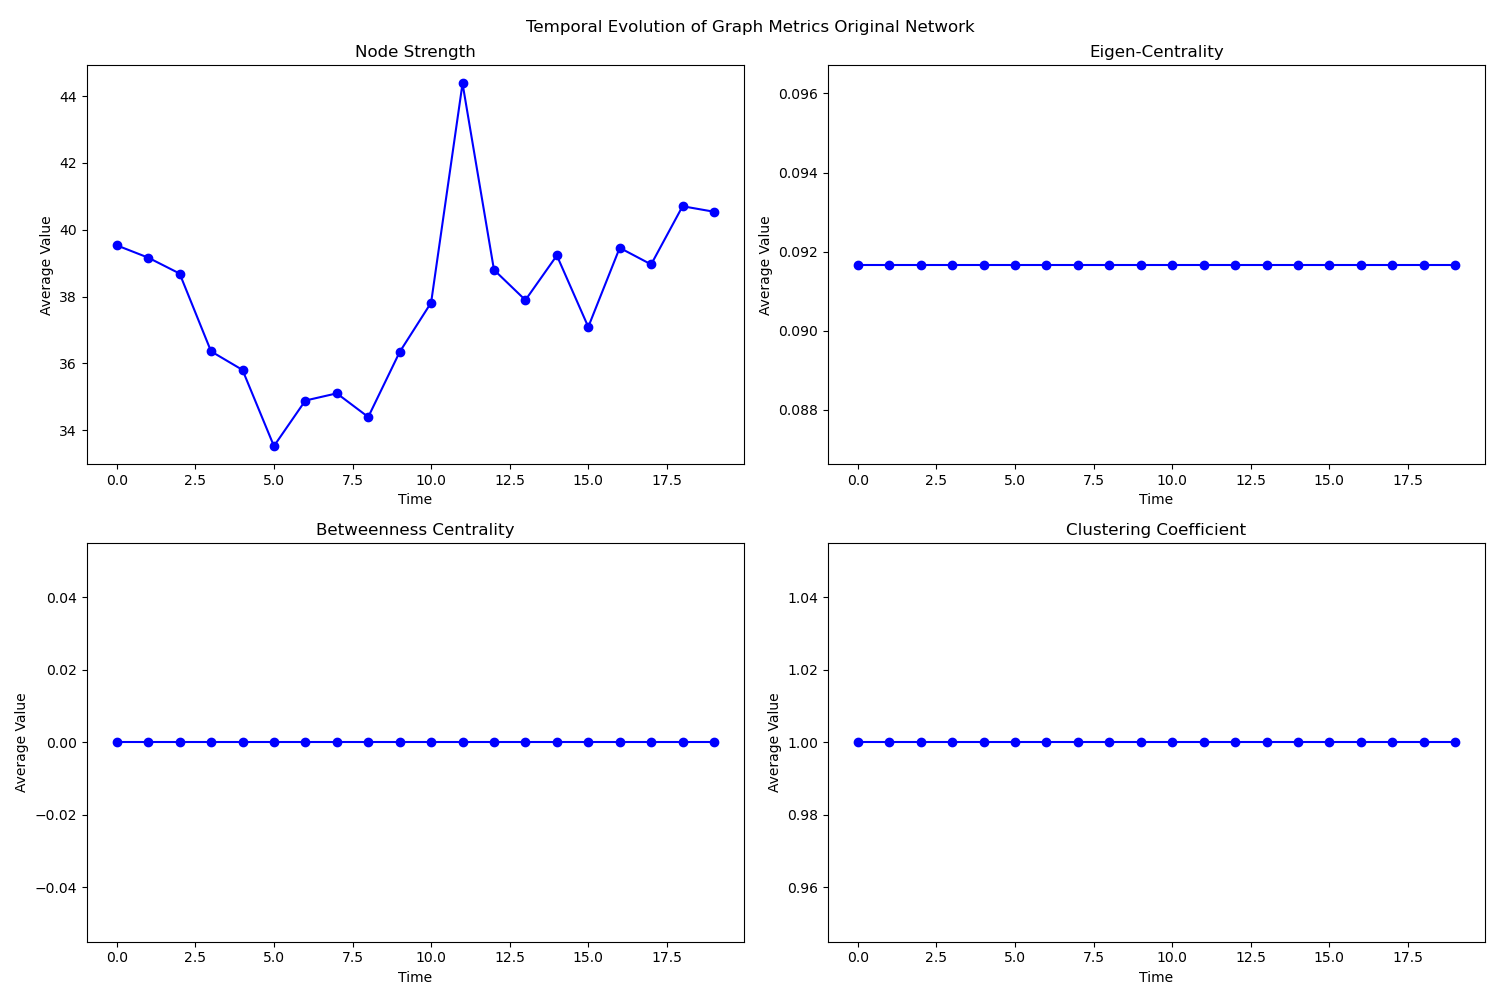 Temporal Evolution of Graph Metrics Original Network
Node Strength
Average Value
44
42
40
38
36
34
0.0 2.5 5.0 7.5 10.0 12.5 15.0 17.5
Time
Eigen-Centrality
Average Value
0.096
0.094
0.092
0.090
0.088
0.0 2.5 5.0 7.5 10.0 12.5 15.0 17.5
Time
Betweenness Centrality
Average Value
0.04
0.02
0.00
−0.02
−0.04
0.0 2.5 5.0 7.5 10.0 12.5 15.0 17.5
Time
Clustering Coefficient
Average Value
1.04
1.02
1.00
0.98
0.96
0.0 2.5 5.0 7.5 10.0 12.5 15.0 17.5
Time